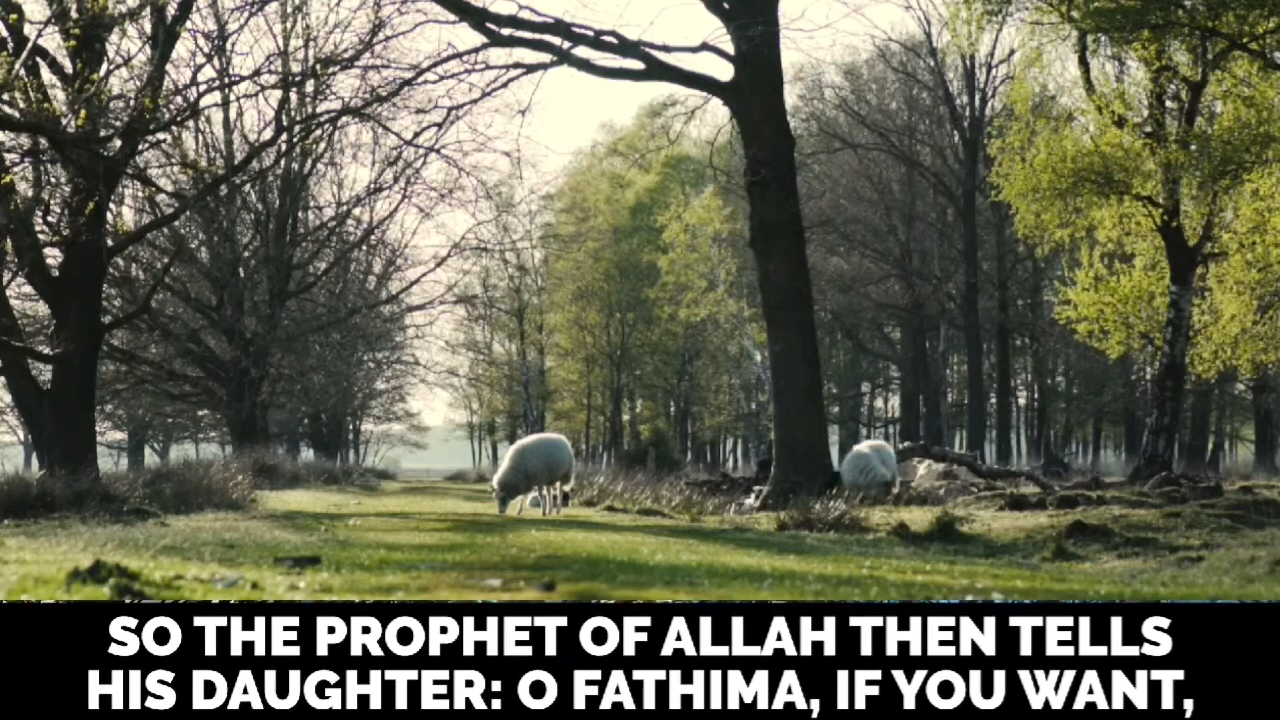 SO THE PROPHET OF ALLAH THEN TELLS
HIS DAUGHTER: O FATHIMA, IF YOU WANT,